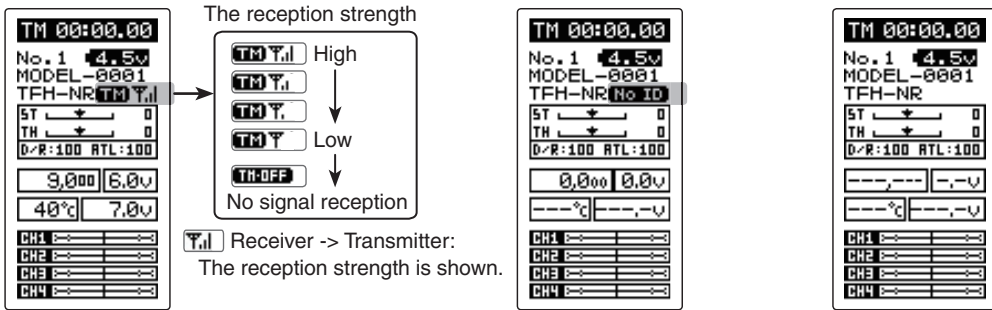 TM 00:00.00
No.1 4.5v
MODEL-0001
TFH-NR TM
ST 0
TH 0
D/R:100 ATL:100
9,000 6.0v
40°c 7.0v
CH1
CH2
CH3
CH4
The reception strength
TM High
TM
TM
TM Low
TM-OFF
No signal reception
Receiver -> Transmitter:
The reception strength is shown.
TM 00:00.00
No.1 4.5v
MODEL-0001
TFH-NR No ID
ST 0
TH 0
D/R:100 ATL:100
0,000 0.0v
---°c ---.-v
CH1
CH2
CH3
CH4
TM 00:00.00
No.1 4.5v
MODEL-0001
TFH-NR
ST 0
TH 0
D/R:100 ATL:100
---,--- -.-v
---°c ---.-v
CH1
CH2
CH3
CH4